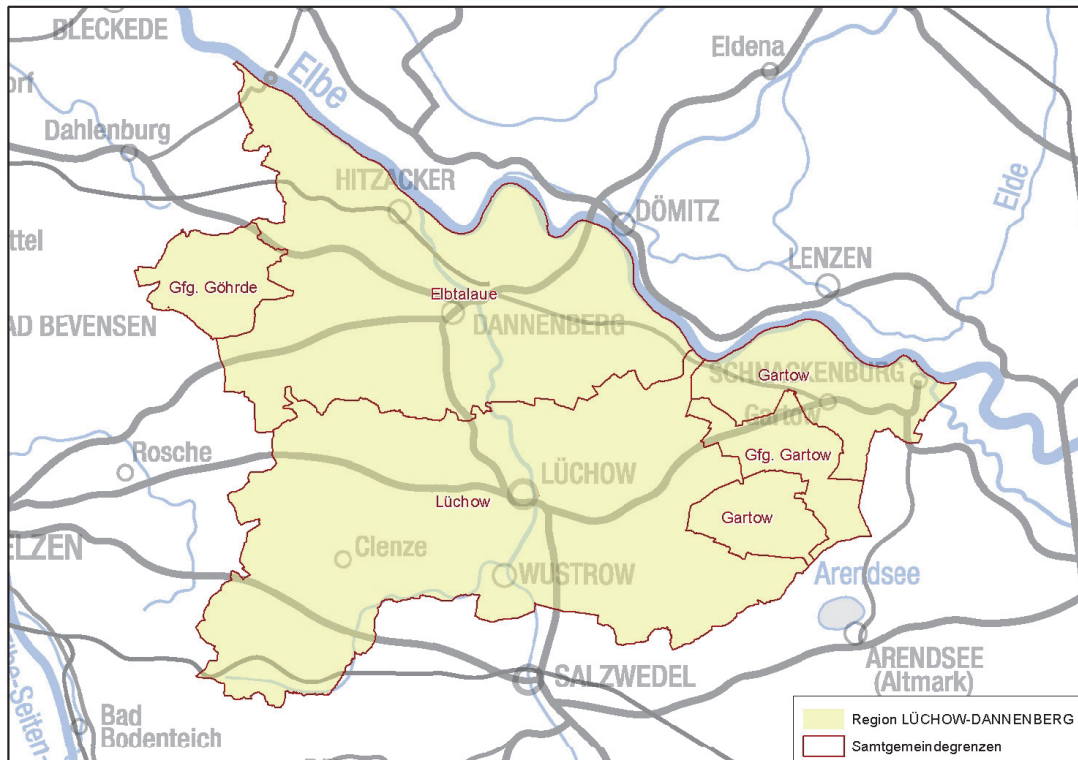 BLECKEDE
Elbe
Eldena
orf
Dahlenburg
HITZACKER
Elde
DÖMITZ
ttel
LENZEN
Gfg. Göhrde
Elbtalaue
AD BEVENSEN
DANNENBERG
Gartow
SCHNACKENBURG
Gartow
Rosche
Gfg. Gartow
LÜCHOW
Lüchow
Gartow
ELZEN
Clenze
WUSTROW
Arendsee
ARENDSEE
(Altmark)
SALZWEDEL
Bad
Bodenteich
lbe-Seiten-
Region LÜCHOW-DANNENBERG
Samtgemeindegrenzen